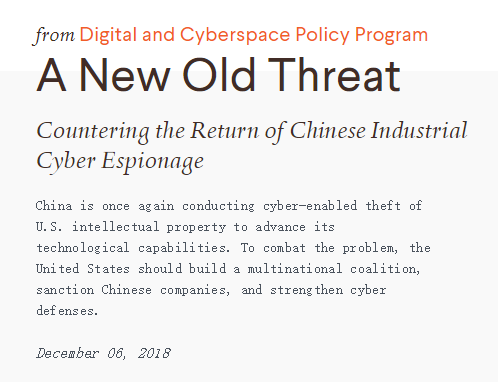 from Digital and Cyberspace Policy Program
A New Old Threat
Countering the Return of Chinese Industrial
Cyber Espionage
China is once again conducting cyber—enabled theft of
U.S. intellectual property to advance its
technological capabilities. To combat the problem, the
United States should build a multinational coalition,
sanction Chinese companies, and strengthen cyber
defenses.
December 06, 2018